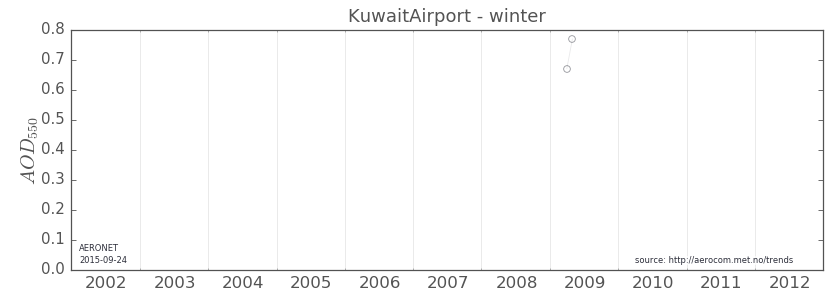 KuwaitAirport - winter
0.8
0.7
0.6
0.5
0.4
0.3
0.2
0.1
0.0
AOD550
AERONET
2015-09-24
source: http://aerocom.met.no/trends
2002 2003 2004 2005 2006 2007 2008 2009 2010 2011 2012